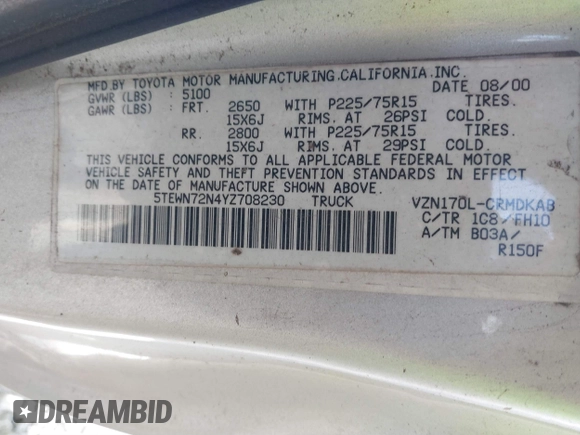 MFD.BY TOYOTA MOTOR MANUFACTURING.CALIFORNIA.INC.
DATE 08/00
GVWR (LBS) : 5100
GAWR (LBS) : FRT. 2650 WITH P225/75R15 TIRES.
15X6J RIMS. AT 26PSI COLD.
RR. 2800 WITH P225/75R15 TIRES.
15X6J RIMS. AT 29PSI COLD.
THIS VEHICLE CONFORMS TO ALL APPLICABLE FEDERAL MOTOR
VEHICLE SAFETY AND THEFT PREVENTION STANDARDS IN EFFECT
ON THE DATE OF MANUFACTURE SHOWN ABOVE.
5TEWN72N4YZ708230 TRUCK VZN170L-CRMDKAB
C/TR 1C8/FH10
A/TM B03A/
R150F
DREAMBID